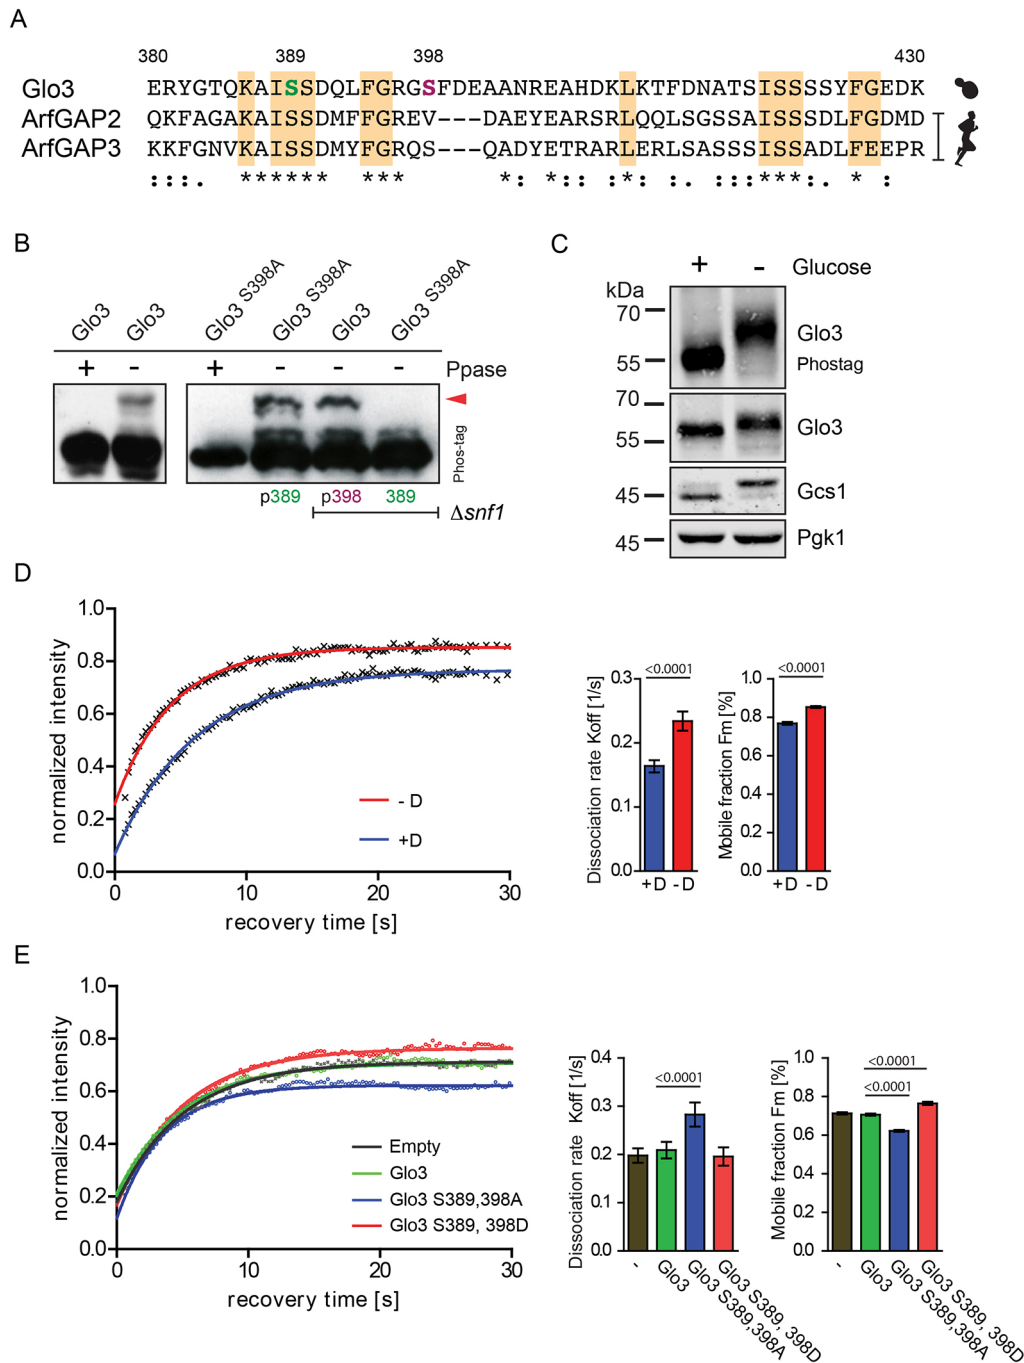 A
380 389 398 430
Glo3 ERYGTQKAISSDQLFGRGSFDEAANREAHDKLKTFDNATSISSSSYFGEDK
ArfGAP2 QKFAGAKAISSDMFFGREV---DAEYEARSRLQQLSGSSAISSSDLFGDMD
ArfGAP3 KKFGNVKAISSDMYFGRQS---QADYETRARLERLSASSSISSADLFEEPR
:::. ****** *** *: *:: :*: :. :::***:. * :
B
Glo3 Glo3 Glo3 S398A Glo3 S398A Glo3 Glo3 S398A
+ - + - - - Ppase
Phos-tag
p389 p398 389
Δsnf1
C
+ - Glucose
kDa
70
Glo3
55 Phostag
70
Glo3
55
45 Gcs1
45 Pgk1
D
normalized intensity
1.0
0.8
0.6
0.4
0.2
0.0
0 10 20 30
recovery time [s]
- D
+D
Dissociation rate Koff [1/s]
0.3
0.2
0.1
0.0
<0.0001
+D -D
Mobile fraction Fm [%]
1.0
0.8
0.6
0.4
0.2
0.0
<0.0001
+D -D
E
normalized intensity
1.0
0.8
0.6
0.4
0.2
0.0
0 10 20 30
recovery time [s]
Empty
Glo3
Glo3 S389,398A
Glo3 S389, 398D
Dissociation rate Koff [1/s]
0.4
0.3
0.2
0.1
0.0
<0.0001
-
Glo3
Glo3 S389,398A
Glo3 S389, 398D
Mobile fraction Fm [%]
1.0
0.8
0.6
0.4
0.2
0.0
<0.0001
<0.0001
-
Glo3
Glo3 S389,398A
Glo3 S389, 398D